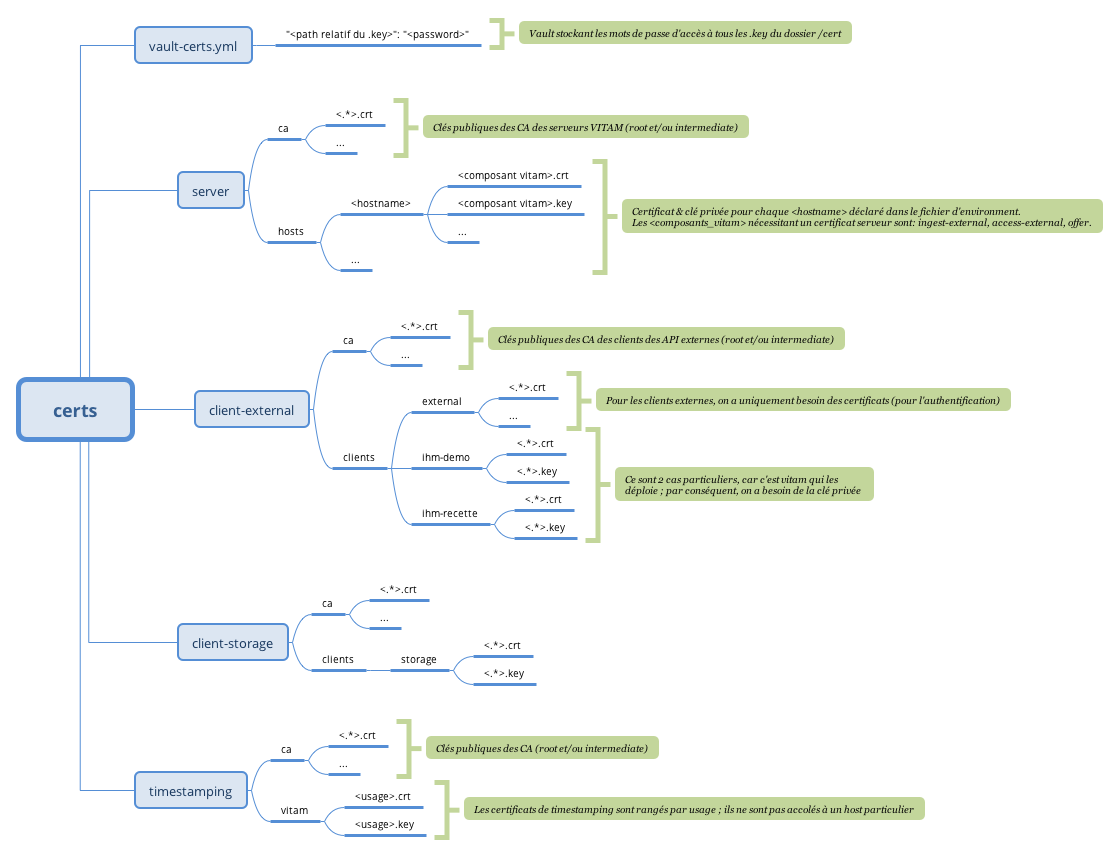 vault-certs.yml
"<path relatif du .key>": "<password>"
Vault stockant les mots de passe d'accès à tous les .key du dossier /cert
server
ca
<.*>.crt
...
Clés publiques des CA des serveurs VITAM (root et/ou intermediate)
hosts
<hostname>
<composant vitam>.crt
<composant vitam>.key
...
...
Certificat & clé privée pour chaque <hostname> déclaré dans le fichier d'environment.
Les <composants_vitam> nécessitant un certificat serveur sont: ingest-external, access-external, offer.
certs
client-external
ca
<.*>.crt
...
Clés publiques des CA des clients des API externes (root et/ou intermediate)
clients
external
<.*>.crt
...
Pour les clients externes, on a uniquement besoin des certificats (pour l'authentification)
ihm-demo
<.*>.crt
<.*>.key
ihm-recette
<.*>.crt
<.*>.key
Ce sont 2 cas particuliers, car c'est vitam qui les
déploie ; par conséquent, on a besoin de la clé privée
client-storage
ca
<.*>.crt
...
clients
storage
<.*>.crt
<.*>.key
timestamping
ca
<.*>.crt
...
Clés publiques des CA (root et/ou intermediate)
vitam
<usage>.crt
<usage>.key
Les certificats de timestamping sont rangés par usage ; ils ne sont pas accolés à un host particulier